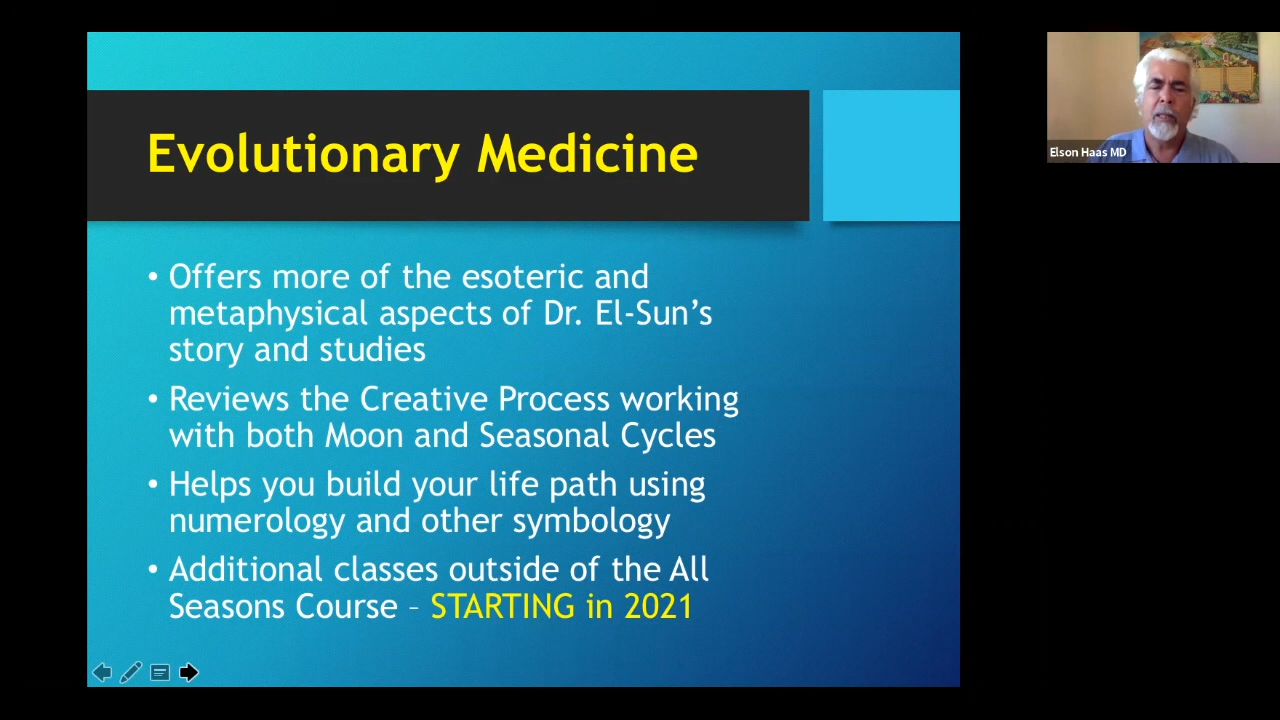 Evolutionary Medicine
• Offers more of the esoteric and
metaphysical aspects of Dr. El-Sun’s
story and studies
• Reviews the Creative Process working
with both Moon and Seasonal Cycles
• Helps you build your life path using
numerology and other symbology
• Additional classes outside of the All
Seasons Course – STARTING in 2021
Elson Haas MD